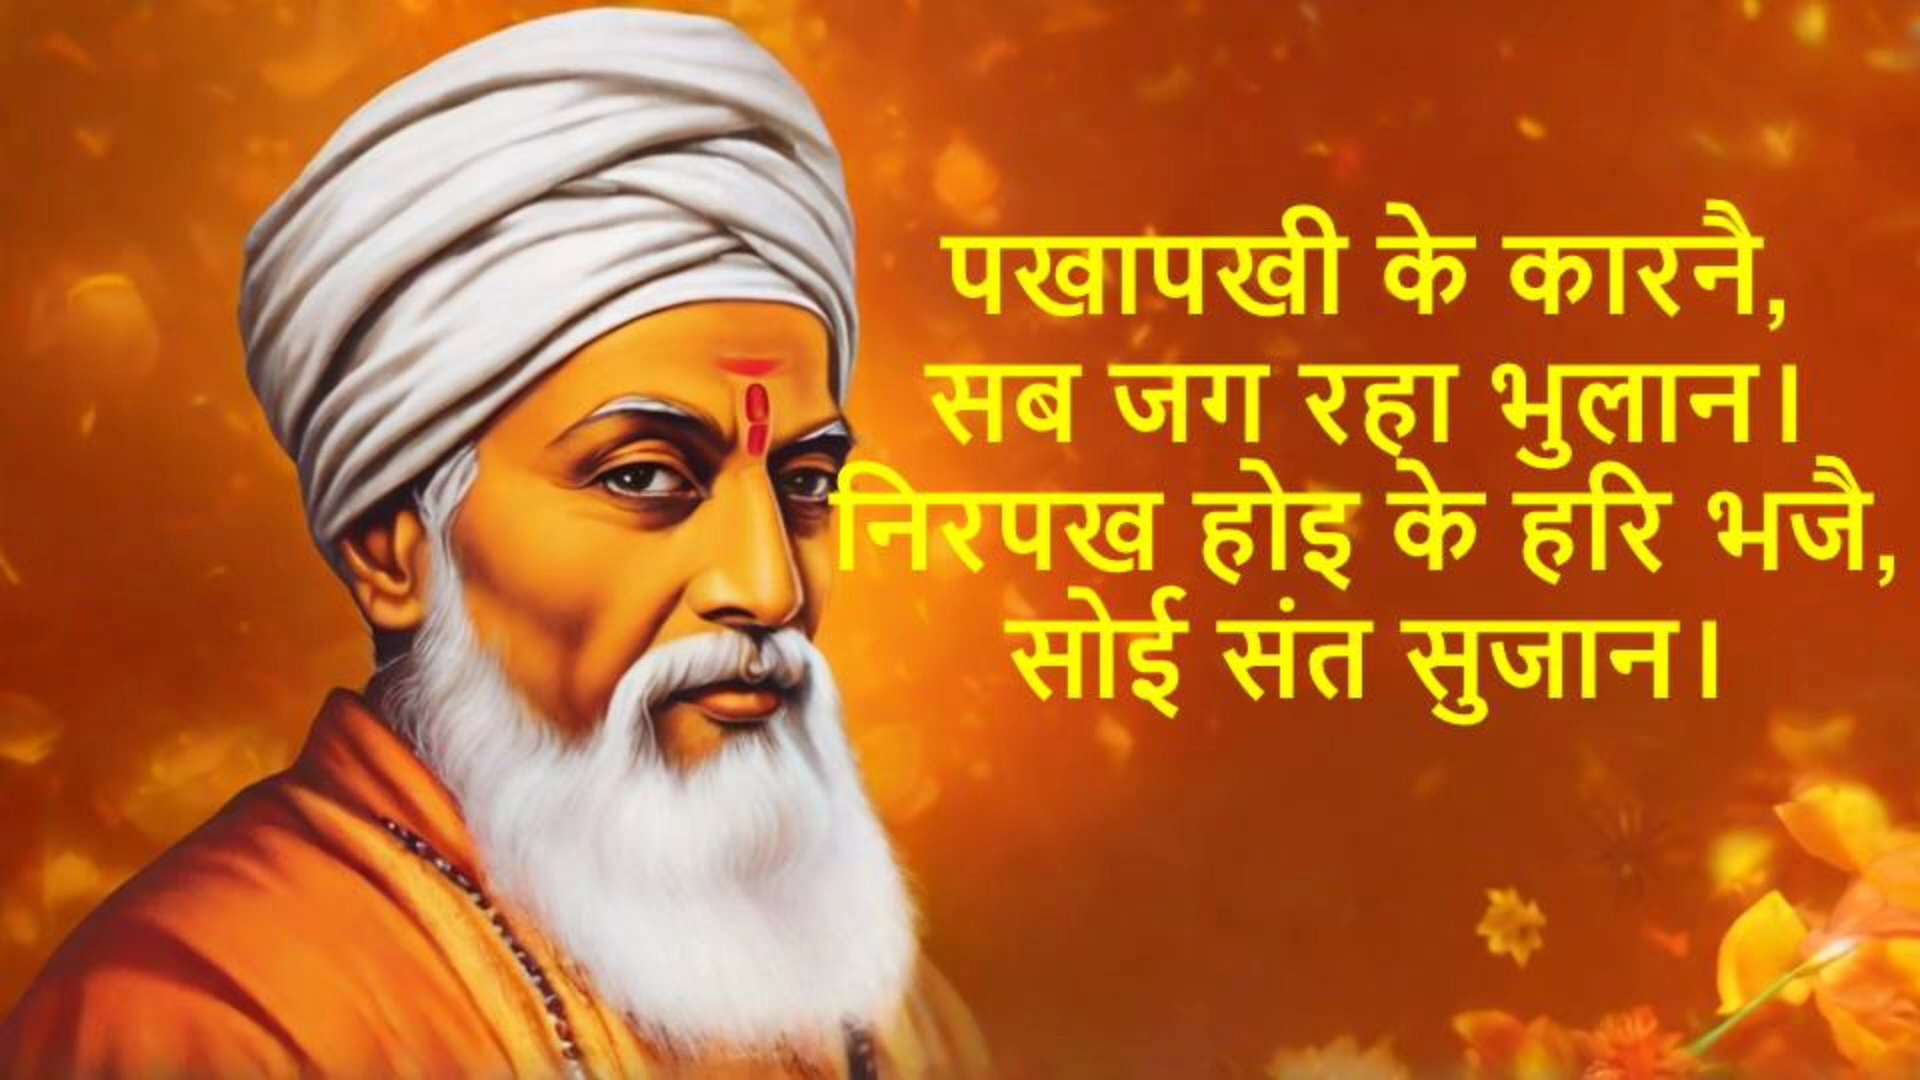 पखापखी के कारनै,
सब जग रहा भुलान।
निरपख होइ के हरि भजै,
सोई संत सुजान।